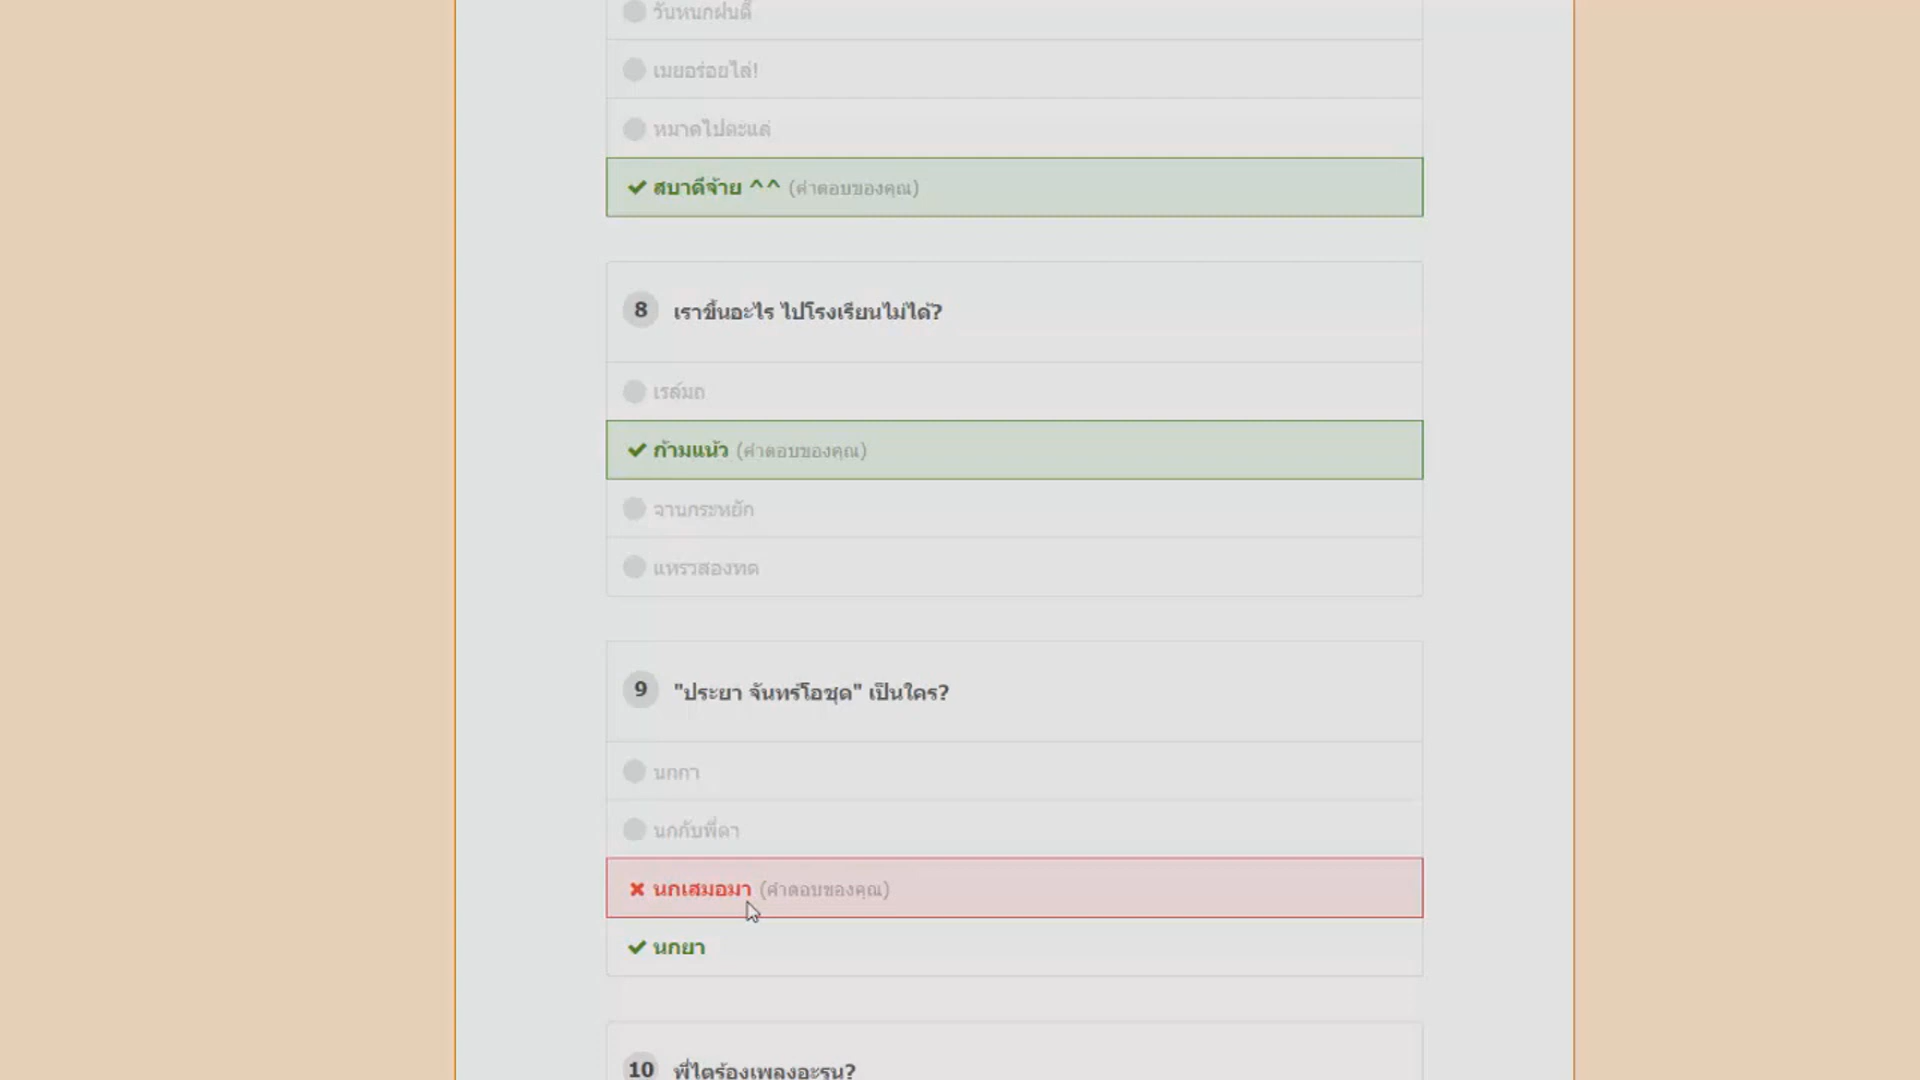 วันหนกฝนดี๊
เมยอร่อยไล่!
หมาดไปตะแด่
สบาดีจ้าย ^^ (คำตอบของคุณ)
8 เราขึ้นอะไร ไปโรงเรียนไม่ได้?
เรล์มถ
ก้ามแน้ว (คำตอบของคุณ)
จานกระหยัก
แหรวสองทด
9 "ประยา จันทร์โอชุด" เป็นใคร?
นกกา
นกกับพี่คา
นกเสมอมา (คำตอบของคุณ)
นกยา
10 พี่ไตร้องเพลงอะรุน?